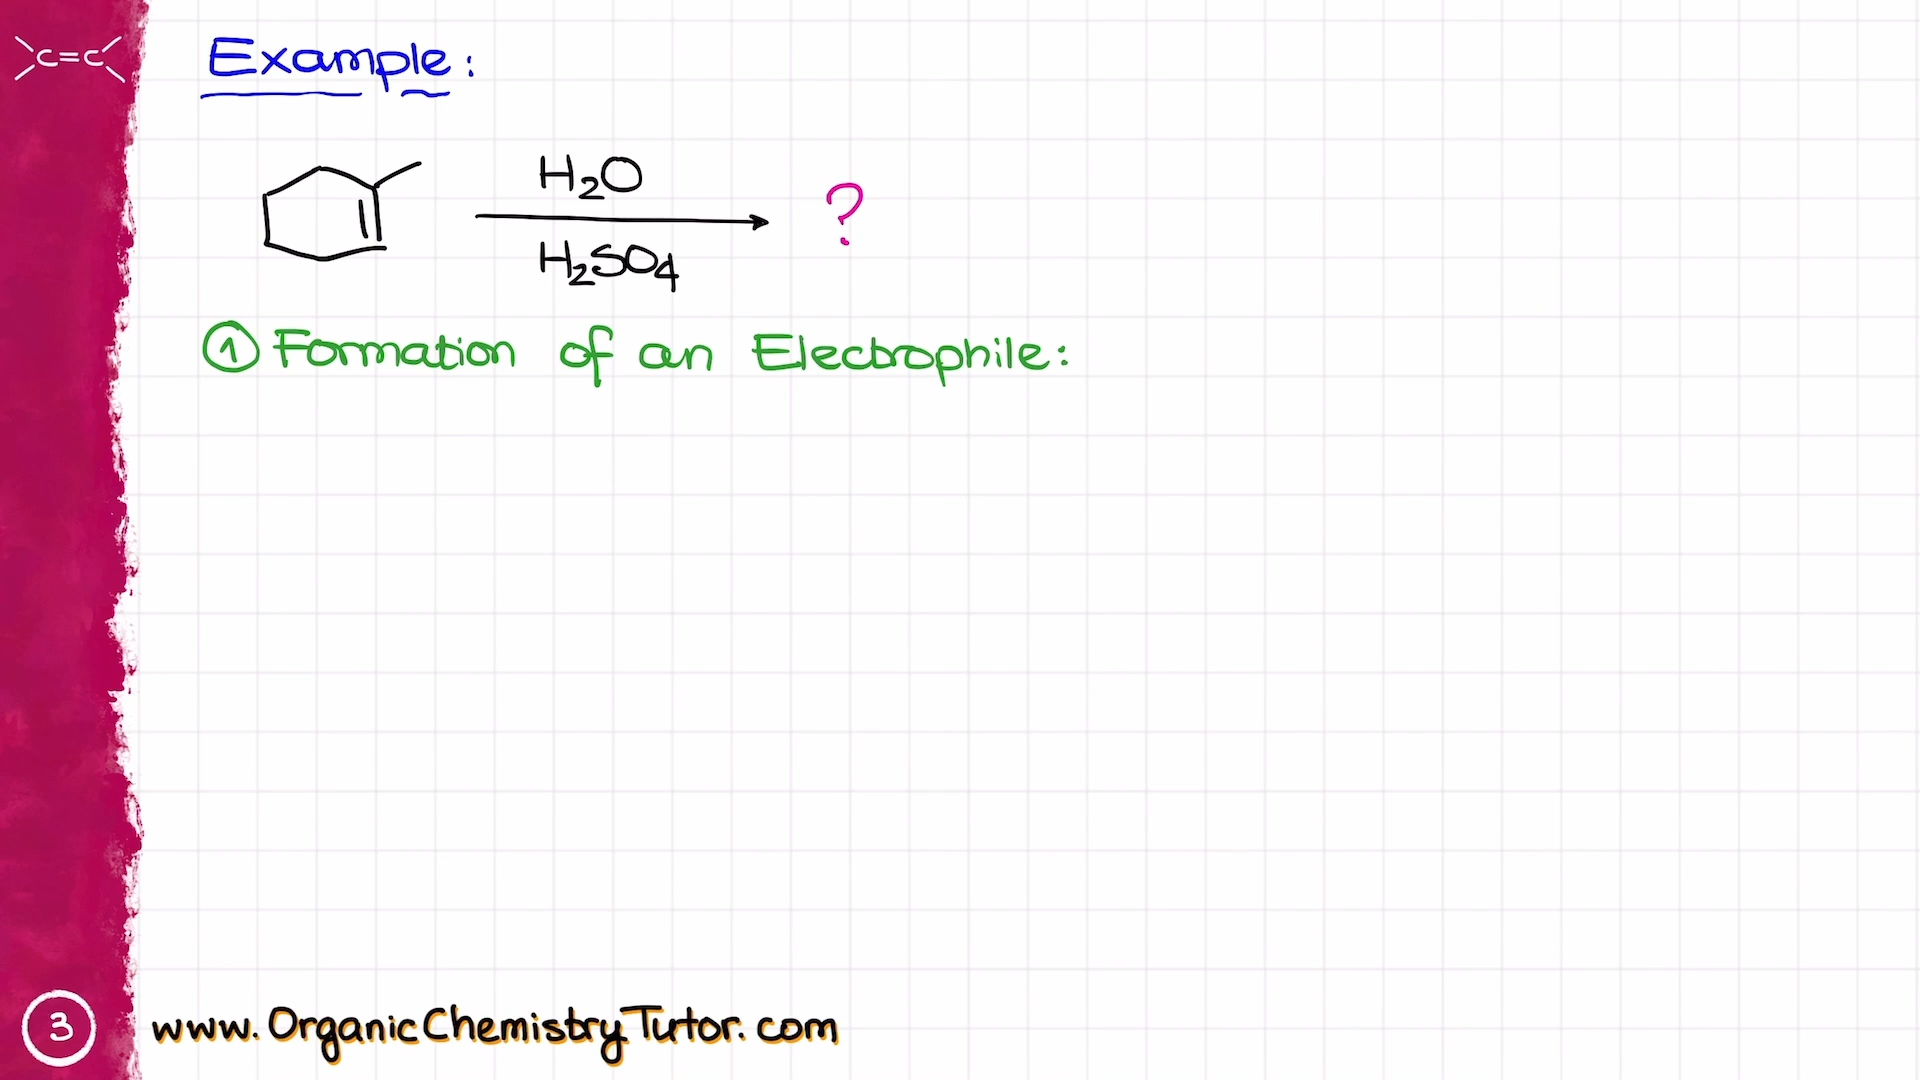 C=C
Example:
H₂O
?
H₂SO₄
① Formation of an Electrophile:
3
www.OrganicChemistryTutor.com